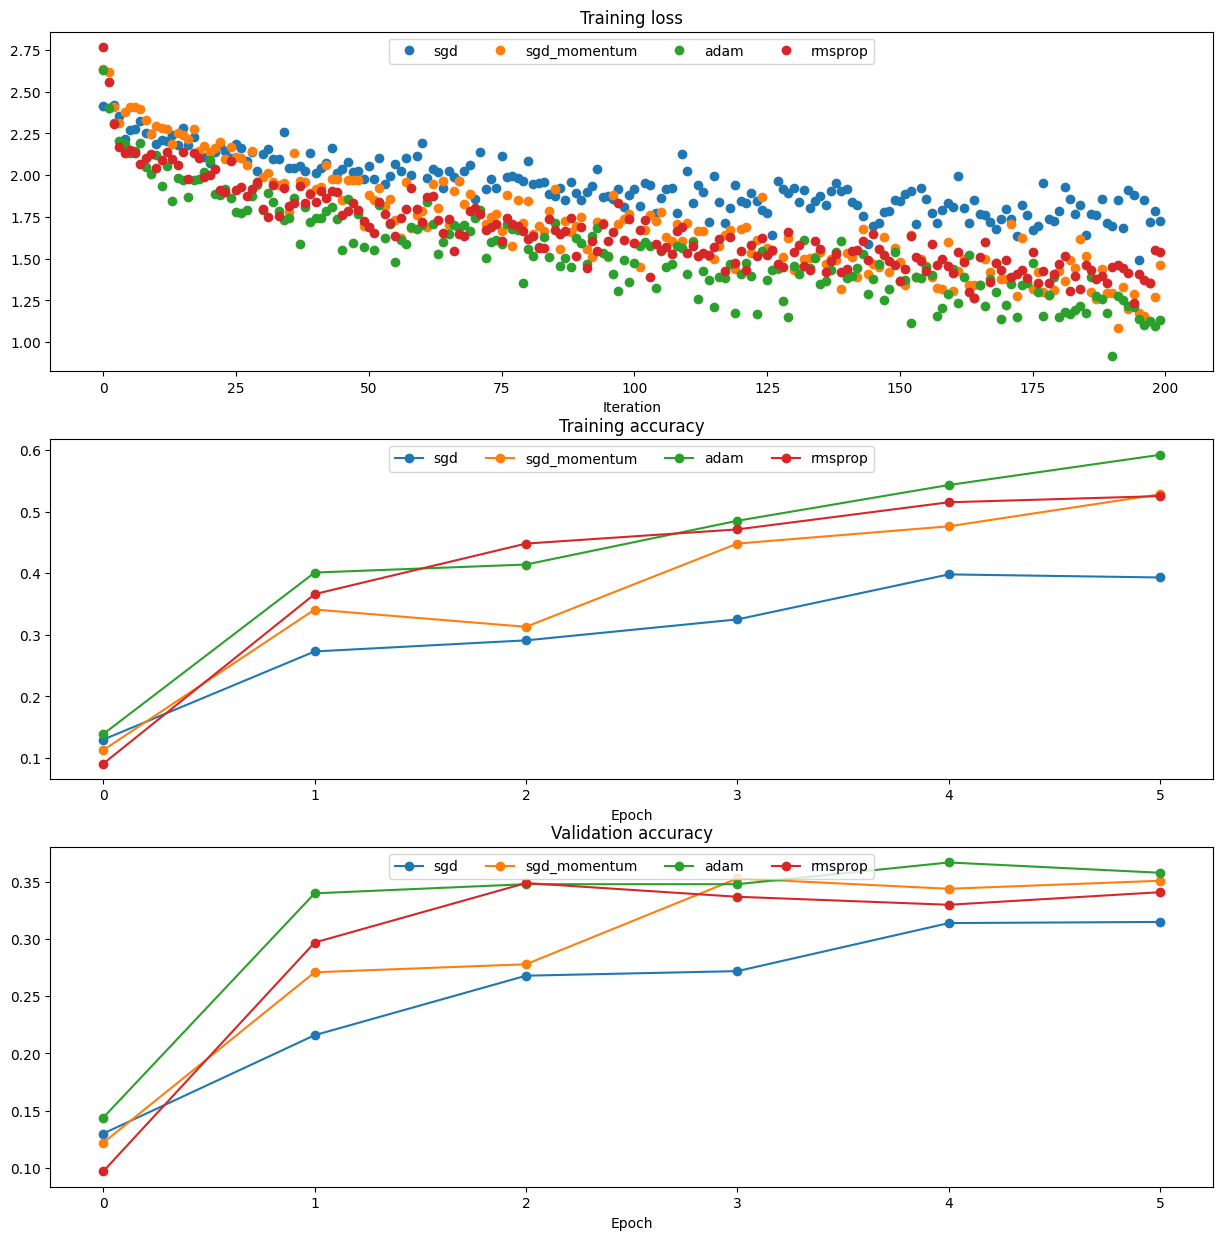 Training loss
sgd sgd_momentum adam rmsprop
2.75
2.50
2.25
2.00
1.75
1.50
1.25
1.00
0 25 50 75 100 125 150 175 200
Iteration
Training accuracy
sgd sgd_momentum adam rmsprop
0.6
0.5
0.4
0.3
0.2
0.1
0 1 2 3 4 5
Epoch
Validation accuracy
sgd sgd_momentum adam rmsprop
0.35
0.30
0.25
0.20
0.15
0.10
0 1 2 3 4 5
Epoch